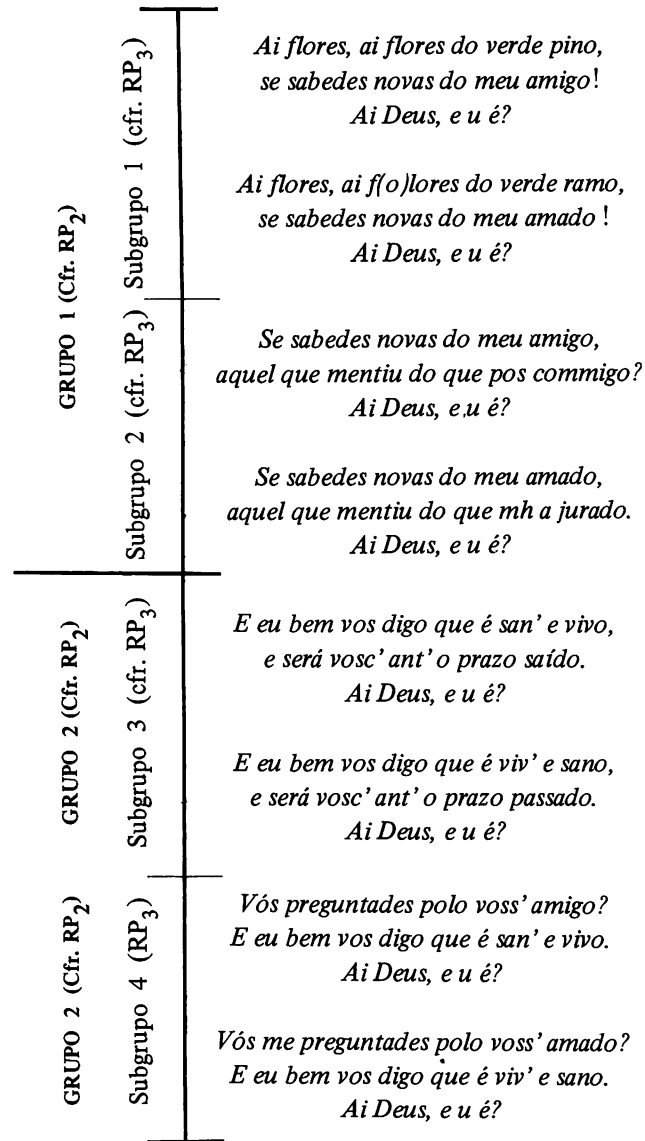 GRUPO 1 (Cfr. RP2)
Subgrupo 1 (cfr. RP3)
Ai flores, ai flores do verde pino,
se sabedes novas do meu amigo!
Ai Deus, e u é?
Ai flores, ai f(o)lores do verde ramo,
se sabedes novas do meu amado !
Ai Deus, e u é?
Subgrupo 2 (cfr. RP3)
Se sabedes novas do meu amigo,
aquel que mentiu do que pos commigo?
Ai Deus, e u é?
Se sabedes novas do meu amado,
aquel que mentiu do que mh a jurado.
Ai Deus, e u é?
GRUPO 2 (Cfr. RP2)
Subgrupo 3 (cfr. RP3)
E eu bem vos digo que é san' e vivo,
e será vosc' ant' o prazo saído.
Ai Deus, e u é?
E eu bem vos digo que é viv' e sano,
e será vosc' ant' o prazo passado.
Ai Deus, e u é?
GRUPO 2 (Cfr. RP2)
Subgrupo 4 (RP3)
Vós preguntades polo voss' amigo?
E eu bem vos digo que é san' e vivo.
Ai Deus, e u é?
Vós me preguntades polo voss' amado?
E eu bem vos digo que é viv' e sano.
Ai Deus, e u é?